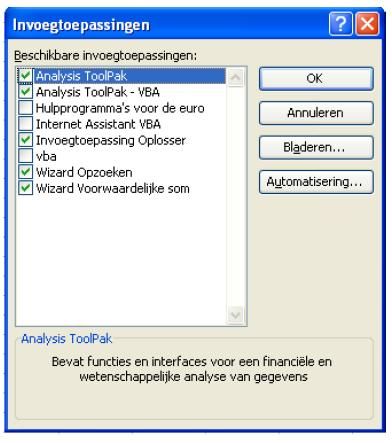 Invoegtoepassingen
Beschikbare invoegtoepassingen:
Analysis ToolPak
Analysis ToolPak - VBA
Hulpprogramma's voor de euro
Internet Assistant VBA
Invoegtoepassing Oplosser
vba
Wizard Opzoeken
Wizard Voorwaardelijke som
OK
Annuleren
Bladeren...
Automatisering...
Analysis ToolPak
Bevat functies en interfaces voor een financiële en
wetenschappelijke analyse van gegevens